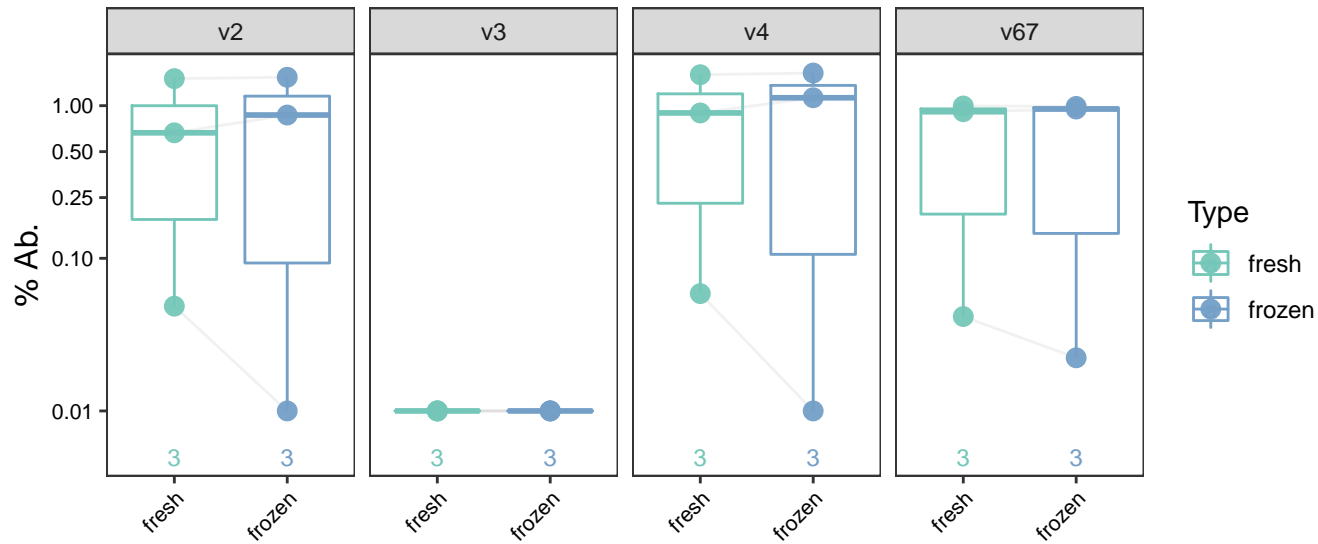 v2 v3 v4 v67
% Ab.
1.00
0.50
0.25
0.10
0.01
3 3 3 3 3 3 3 3
fresh frozen fresh frozen fresh frozen fresh frozen
Type
fresh
frozen